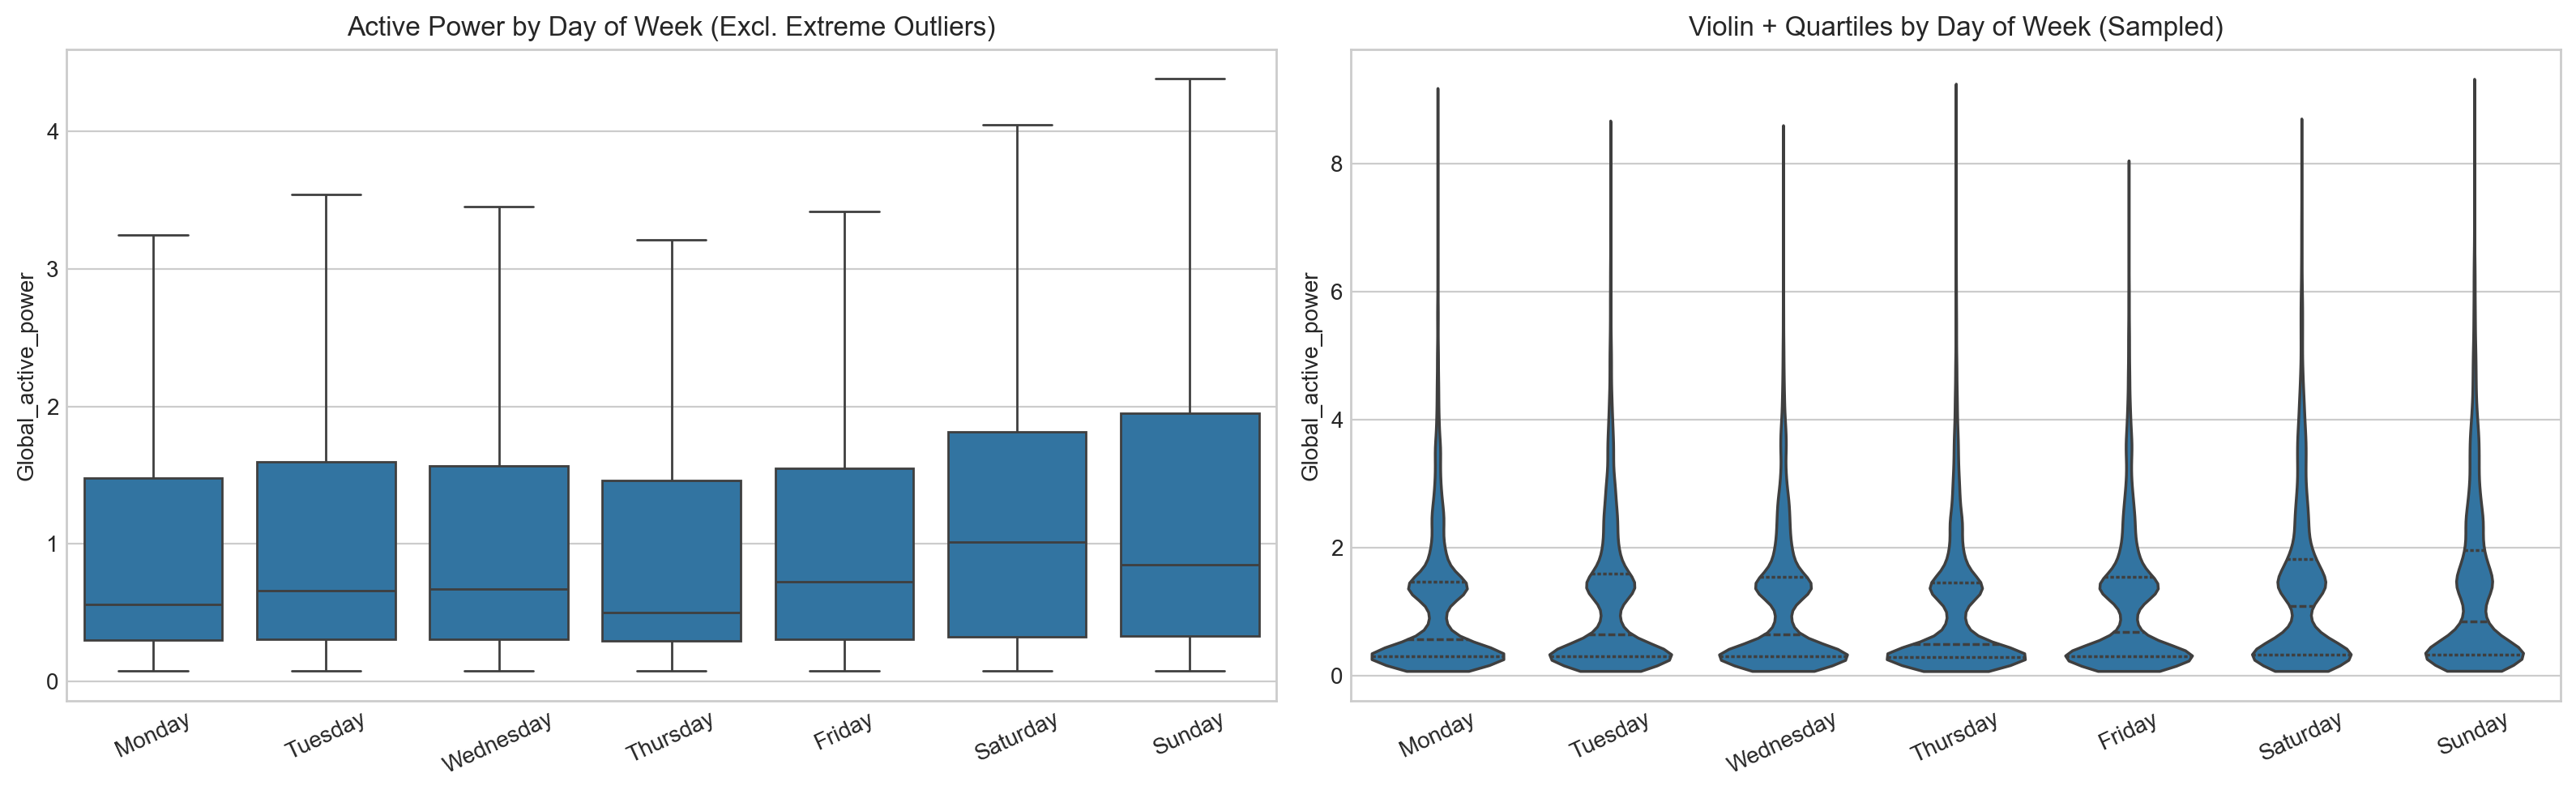 Active Power by Day of Week (Excl. Extreme Outliers)
Global_active_power
4
3
2
1
0
Monday
Tuesday
Wednesday
Thursday
Friday
Saturday
Sunday
Violin + Quartiles by Day of Week (Sampled)
Global_active_power
8
6
4
2
0
Monday
Tuesday
Wednesday
Thursday
Friday
Saturday
Sunday